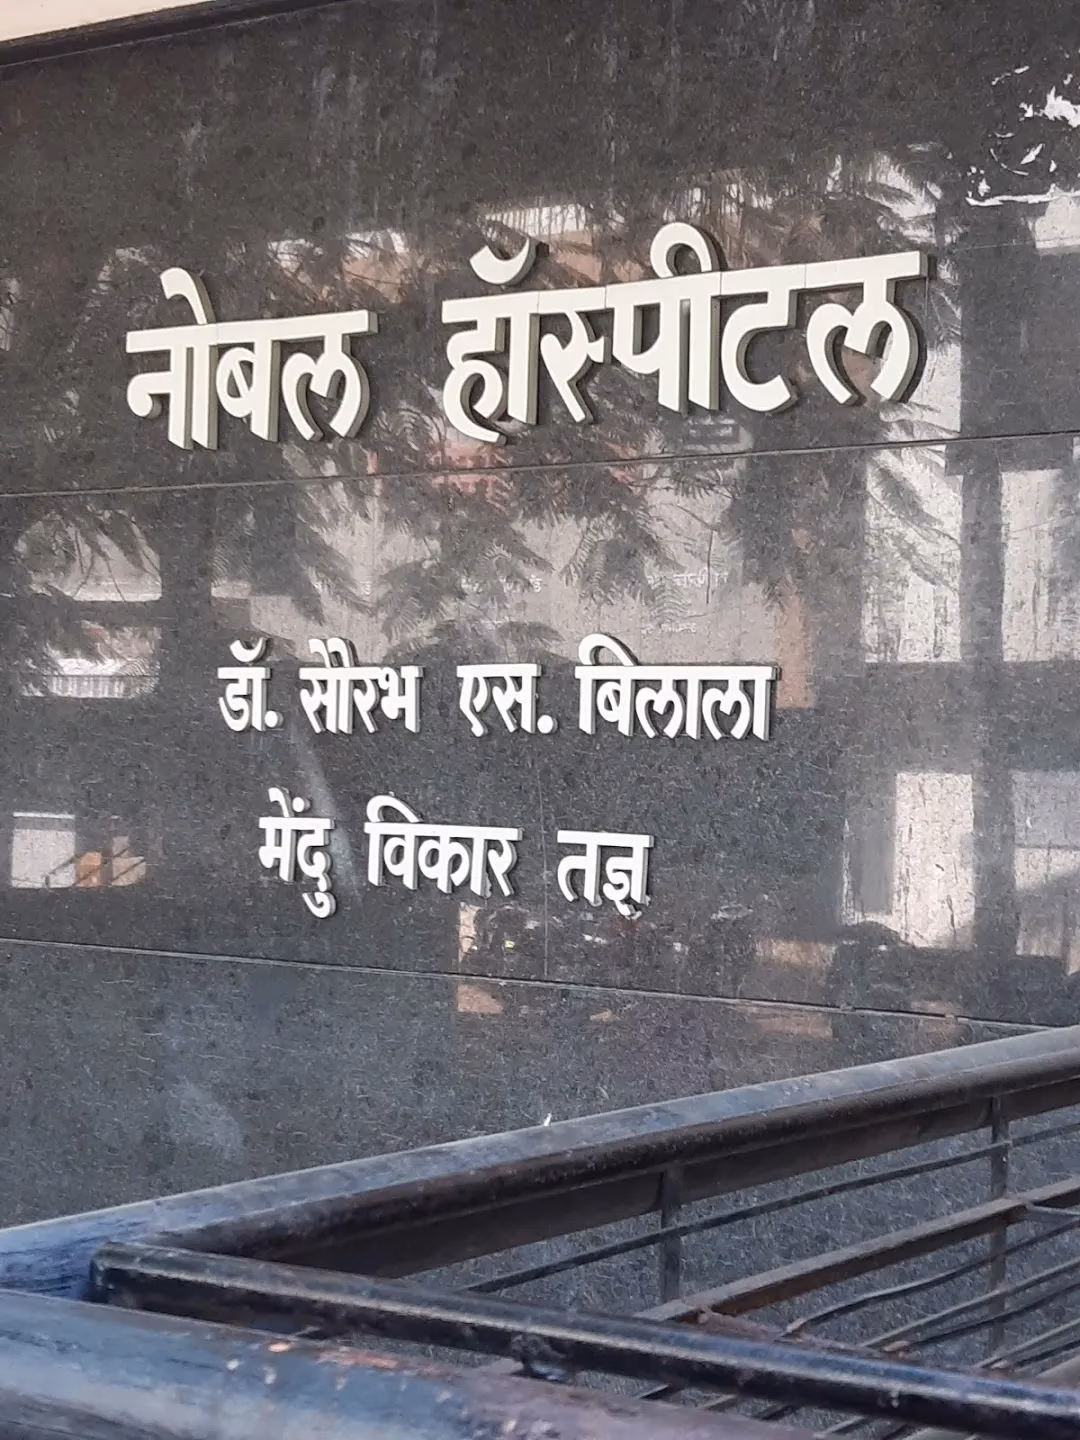 नोबल हॉस्पीटल
डॉ. सौरभ एस. बिलाला
मेंदु विकार तज्ञ